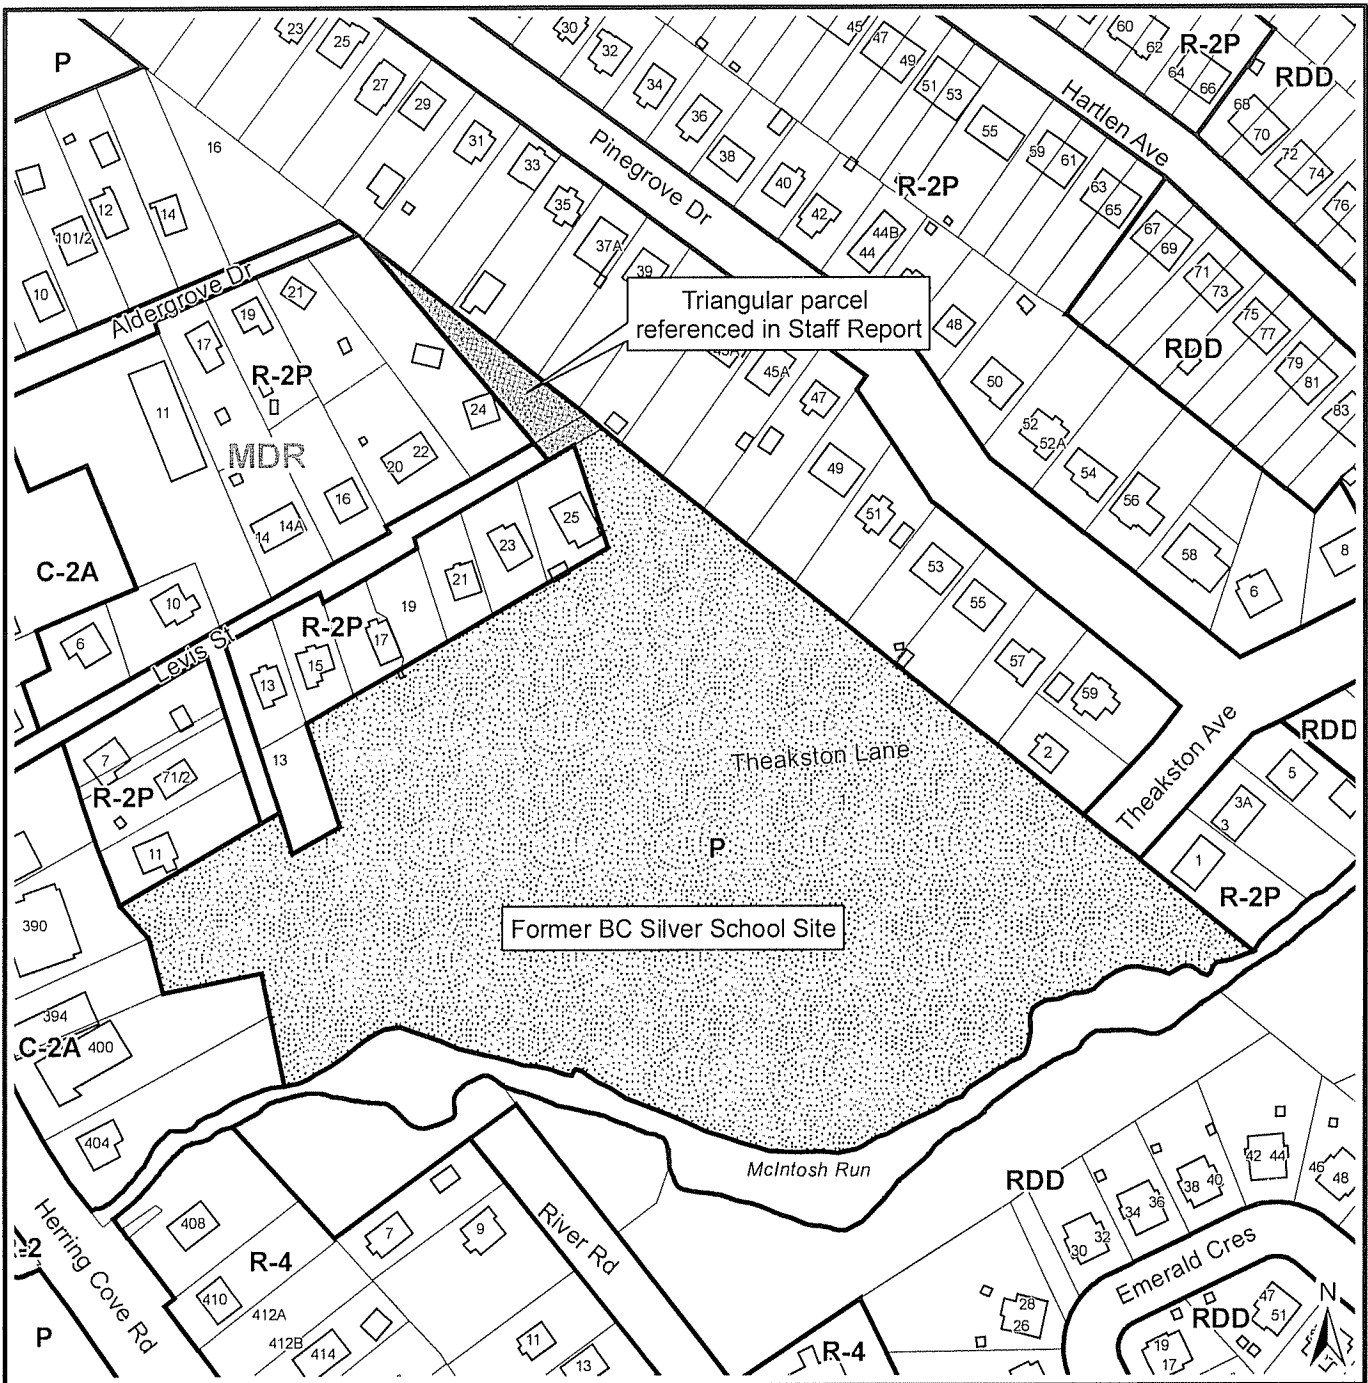 P
23
25
27
29
31
33
35
37A
39
30
32
34
36
38
40
42
44B
44
45
47
49
51
53
55
59
61
63
65
60
62
64
66
R-2P
RDD
68
70
72
74
76
Hartlen Ave
Pinegrove Dr
R-2P
67
69
71
73
75
77
79
81
83
RDD
16
12
14
101/2
10
Aldergrove Dr
21
19
17
R-2P
11
MDR
24
22
20
16
14A
14
Triangular parcel
referenced in Staff Report
45A
47
48
50
52
52A
54
56
58
6
8
49
51
53
55
57
59
2
C-2A
10
6
Levis St
R-2P
25
23
21
19
17
15
13
13
7
71/2
R-2P
11
Theakston Lane
P
Former BC Silver School Site
Theakston Ave
RDD
5
3A
3
1
R-2P
390
394
C-2A
400
404
McIntosh Run
RDD
42
44
46
48
38
40
34
36
30
32
28
26
Emerald Cres
RDD
47
51
19
17
N
Herring Cove Rd
P
408
410
R-4
412A
412B
414
7
9
River Rd
11
13
R-4